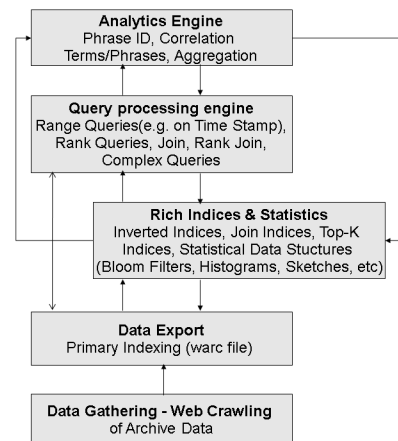 Analytics Engine
Phrase ID, Correlation
Terms/Phrases, Aggregation
Query processing engine
Range Queries(e.g. on Time Stamp),
Rank Queries, Join, Rank Join,
Complex Queries
Rich Indices & Statistics
Inverted Indices, Join Indices, Top-K
Indices, Statistical Data Stuctures
(Bloom Filters, Histograms, Sketches, etc)
Data Export
Primary Indexing (warc file)
Data Gathering - Web Crawling
of Archive Data